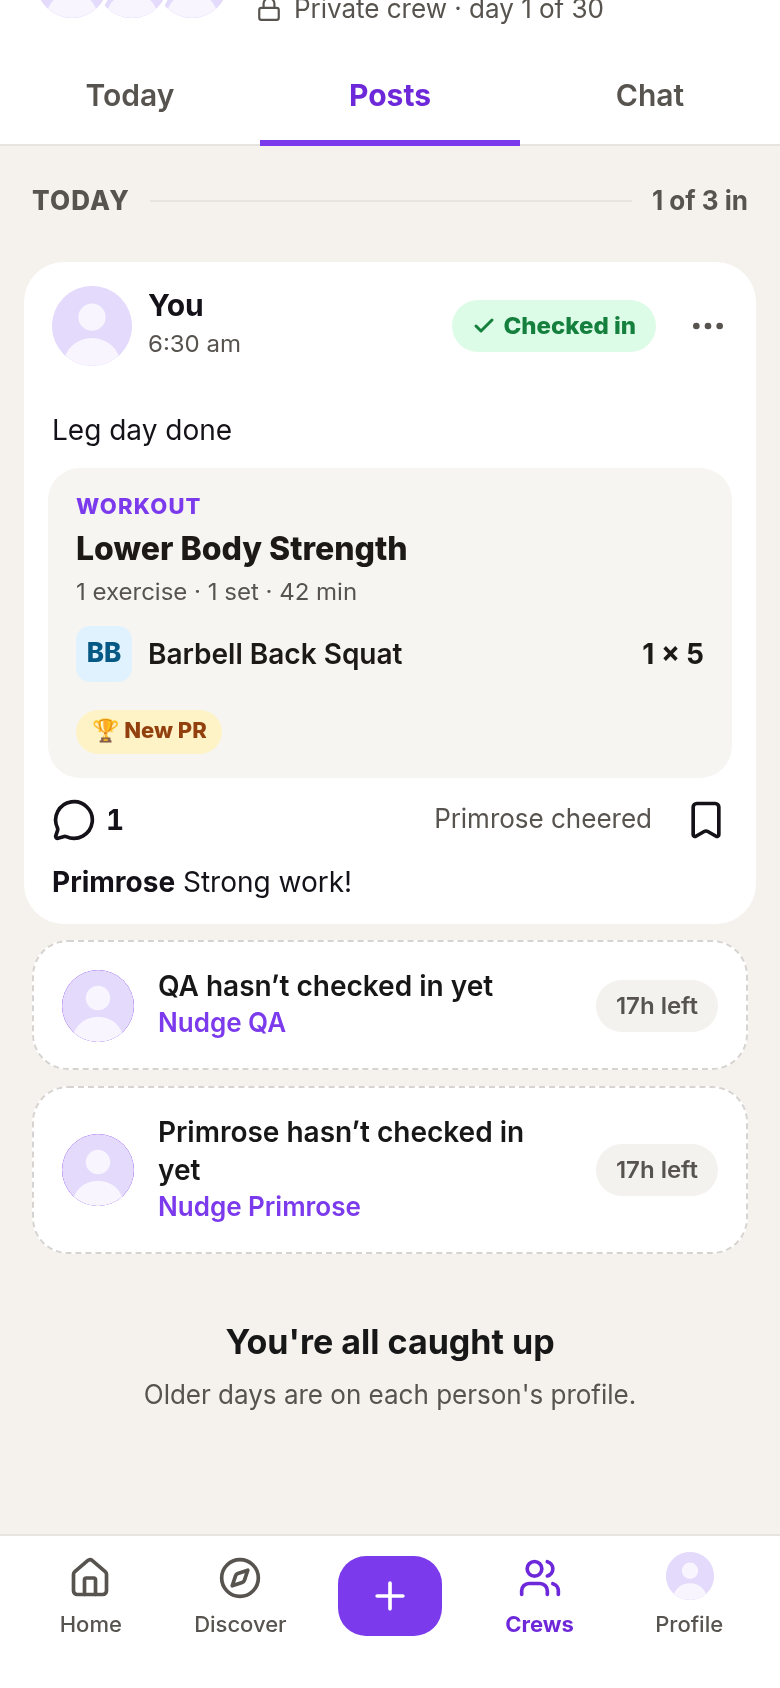 Private crew · day 1 of 30
Today Posts Chat
TODAY 1 of 3 in
You
6:30 am
Checked in
Leg day done
WORKOUT
Lower Body Strength
1 exercise · 1 set · 42 min
BB Barbell Back Squat 1 × 5
🏆 New PR
1 Primrose cheered
Primrose Strong work!
QA hasn’t checked in yet
Nudge QA
17h left
Primrose hasn’t checked in
yet
Nudge Primrose
17h left
You're all caught up
Older days are on each person's profile.
Home Discover Crews Profile